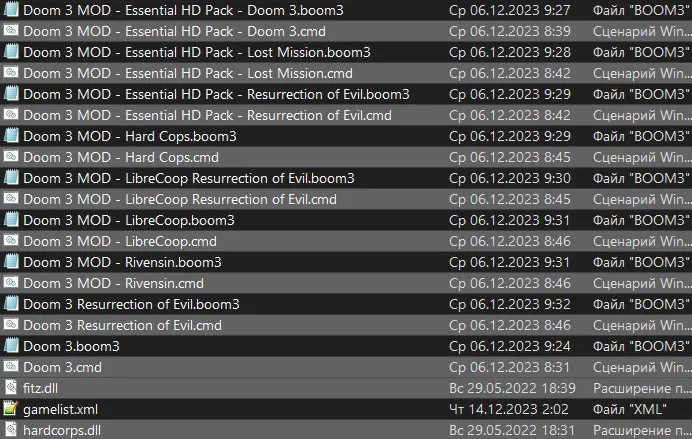 Doom 3 MOD - Essential HD Pack - Doom 3.boom3 Ср 06.12.2023 9:27 Файл "BOOM3"
Doom 3 MOD - Essential HD Pack - Doom 3.cmd Ср 06.12.2023 8:39 Сценарий Win...
Doom 3 MOD - Essential HD Pack - Lost Mission.boom3 Ср 06.12.2023 9:28 Файл "BOOM3"
Doom 3 MOD - Essential HD Pack - Lost Mission.cmd Ср 06.12.2023 8:42 Сценарий Win...
Doom 3 MOD - Essential HD Pack - Resurrection of Evil.boom3 Ср 06.12.2023 9:29 Файл "BOOM3"
Doom 3 MOD - Essential HD Pack - Resurrection of Evil.cmd Ср 06.12.2023 8:42 Сценарий Win...
Doom 3 MOD - Hard Cops.boom3 Ср 06.12.2023 9:29 Файл "BOOM3"
Doom 3 MOD - Hard Cops.cmd Ср 06.12.2023 8:45 Сценарий Win...
Doom 3 MOD - LibreCoop Resurrection of Evil.boom3 Ср 06.12.2023 9:30 Файл "BOOM3"
Doom 3 MOD - LibreCoop Resurrection of Evil.cmd Ср 06.12.2023 8:45 Сценарий Win...
Doom 3 MOD - LibreCoop.boom3 Ср 06.12.2023 9:31 Файл "BOOM3"
Doom 3 MOD - LibreCoop.cmd Ср 06.12.2023 8:46 Сценарий Win...
Doom 3 MOD - Rivensin.boom3 Ср 06.12.2023 9:31 Файл "BOOM3"
Doom 3 MOD - Rivensin.cmd Ср 06.12.2023 8:46 Сценарий Win...
Doom 3 Resurrection of Evil.boom3 Ср 06.12.2023 9:32 Файл "BOOM3"
Doom 3 Resurrection of Evil.cmd Ср 06.12.2023 8:46 Сценарий Win...
Doom 3.boom3 Ср 06.12.2023 9:24 Файл "BOOM3"
Doom 3.cmd Ср 06.12.2023 8:31 Сценарий Win...
fitz.dll Вс 29.05.2022 18:39 Расширение п...
gamelist.xml Чт 14.12.2023 2:02 Файл "XML"
hardcorps.dll Вс 29.05.2022 18:31 Расширение п...